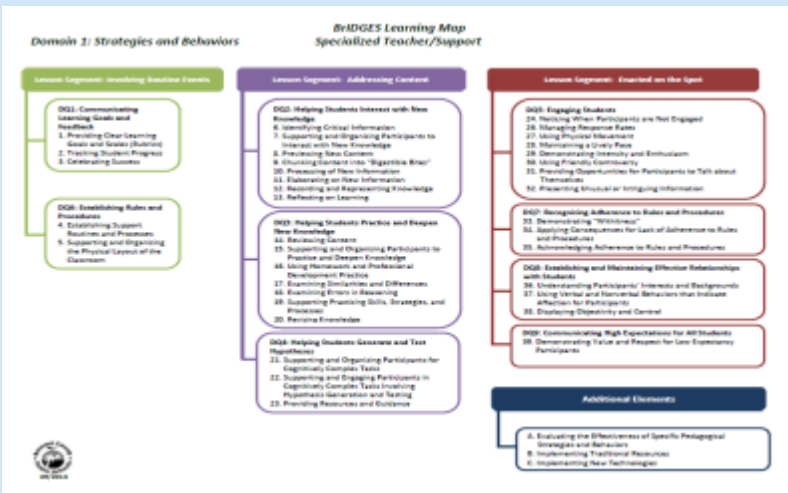 BrIDGES Learning Map
Domain 1: Strategies and Behaviors
Specialized Teacher/Support
Lesson Segment: Involving Routine Events
DQ1: Communicating
Learning Goals and
Feedback
1. Providing Clear Learning
Goals and Scales (Rubrics)
2. Tracking Student Progress
3. Celebrating Success
DQ6: Establishing Rules and
Procedures
4. Establishing Support
Routines and Processes
5. Supporting and Organizing
the Physical Layout of the
Classroom
Lesson Segment: Addressing Content
DQ2: Helping Students Interact with New
Knowledge
6. Identifying Critical Information
7. Supporting and Organizing Participants to
Interact with New Knowledge
8. Previewing New Content
9. Chunking Content into "Digestible Bites"
10. Processing of New Information
11. Elaborating on New Information
12. Recording and Representing Knowledge
13. Reflecting on Learning
DQ3: Helping Students Practice and Deepen
New Knowledge
14. Reviewing Content
15. Supporting and Organizing Participants to
Practice and Deepen Knowledge
16. Using Homework and Professional
Development Practice
17. Examining Similarities and Differences
18. Examining Errors in Reasoning
19. Supporting Practicing Skills, Strategies, and
Processes
20. Revising Knowledge
DQ4: Helping Students Generate and Test
Hypotheses
21. Supporting and Organizing Participants for
Cognitively Complex Tasks
22. Supporting and Engaging Participants in
Cognitively Complex Tasks Involving
Hypothesis Generation and Testing
23. Providing Resources and Guidance
Lesson Segment: Enacted on the Spot
DQ5: Engaging Students
24. Noticing When Participants are Not Engaged
26. Managing Response Rates
27. Using Physical Movement
28. Maintaining a Lively Pace
29. Demonstrating Intensity and Enthusiasm
30. Using Friendly Controversy
31. Providing Opportunities for Participants to Talk about
Themselves
32. Presenting Unusual or Intriguing Information
DQ7: Recognizing Adherence to Rules and Procedures
33. Demonstrating "Withitness"
34. Applying Consequences for Lack of Adherence to Rules
and Procedures
35. Acknowledging Adherence to Rules and Procedures
DQ8: Establishing and Maintaining Effective Relationships
with Students
36. Understanding Participants' Interests and Backgrounds
37. Using Verbal and Nonverbal Behaviors that Indicate
Affection for Participants
38. Displaying Objectivity and Control
DQ9: Communicating High Expectations for All Students
39. Demonstrating Value and Respect for Low Expectancy
Participants
Additional Elements
A. Evaluating the Effectiveness of Specific Pedagogical
Strategies and Behaviors
B. Implementing Traditional Resources
C. Implementing New Technologies